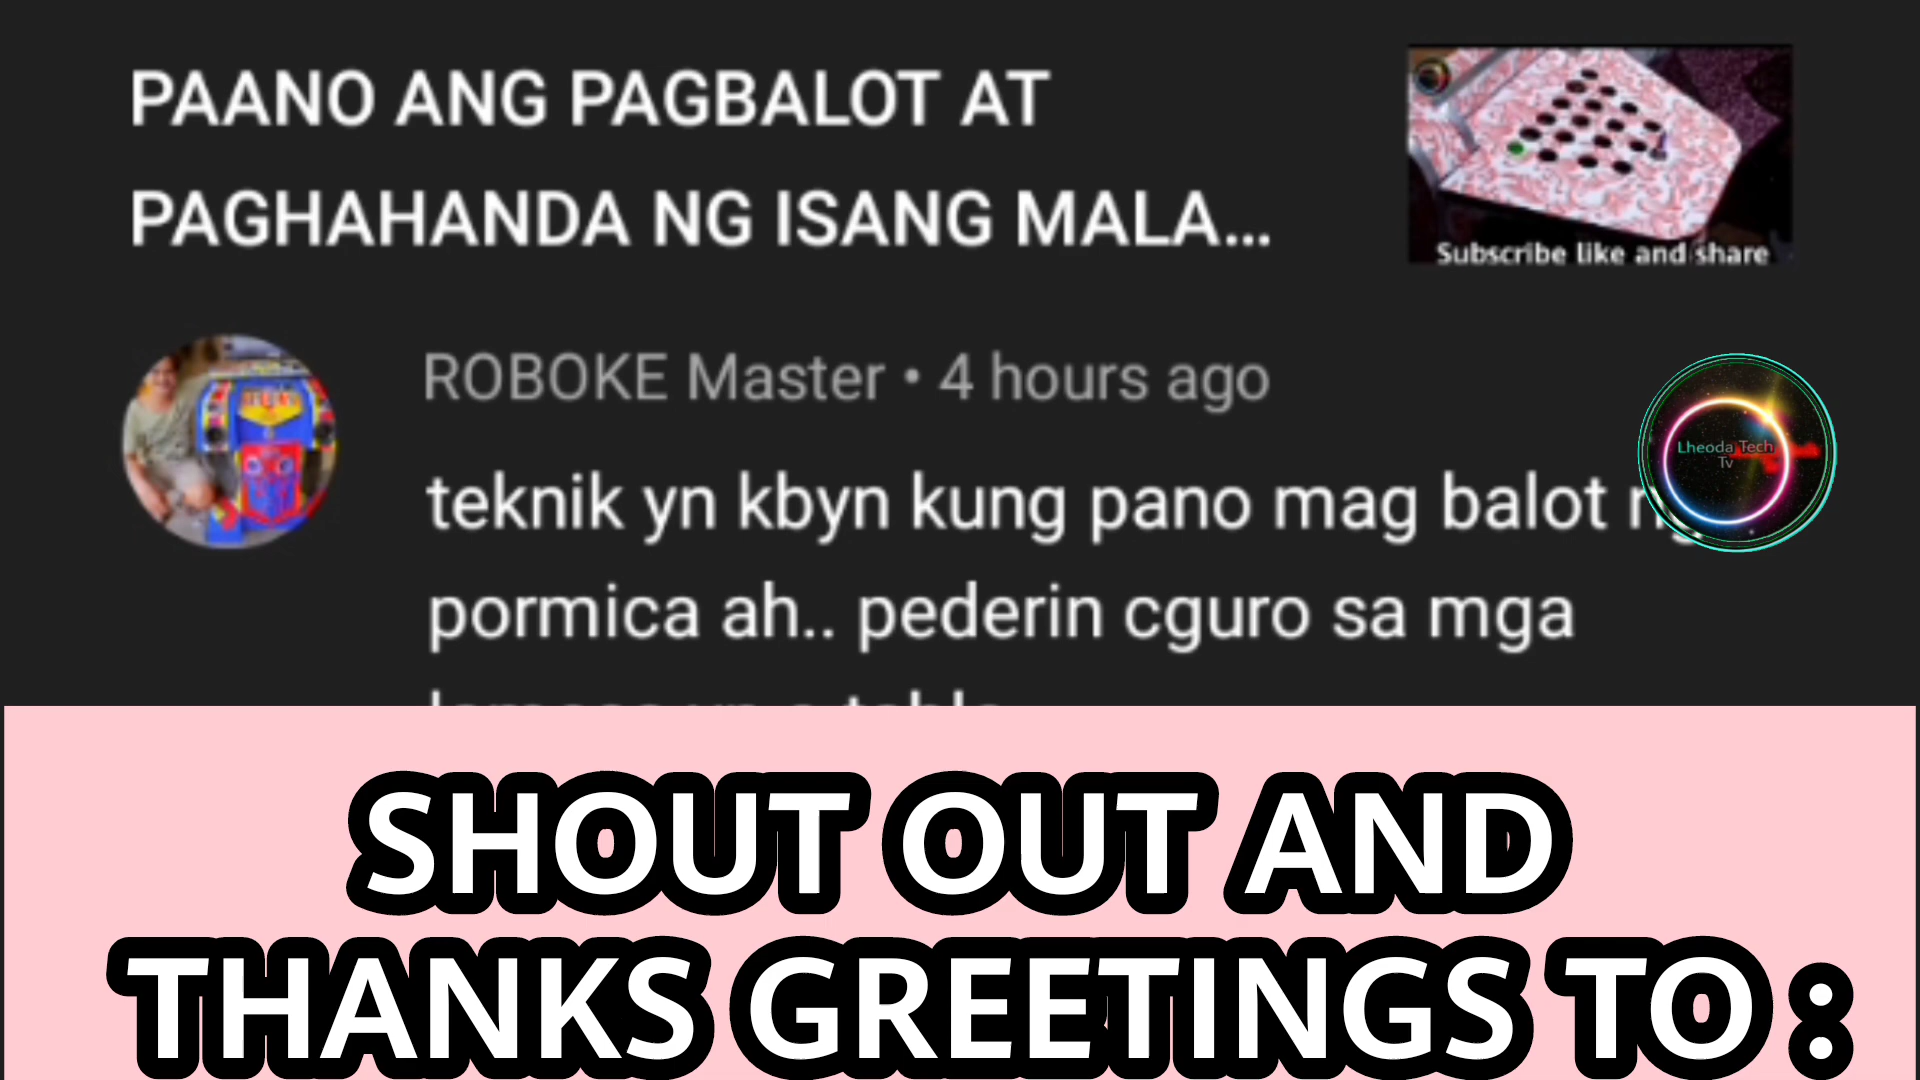 PAANO ANG PAGBALOT AT
PAGHAHANDA NG ISANG MALA...
Subscribe like and share
ROBOKE Master • 4 hours ago
teknik yn kbyn kung pano mag balot ng
Lheoda Tech
Tv
pormica ah.. pederin cguro sa mga
SHOUT OUT AND
THANKS GREETINGS TO :